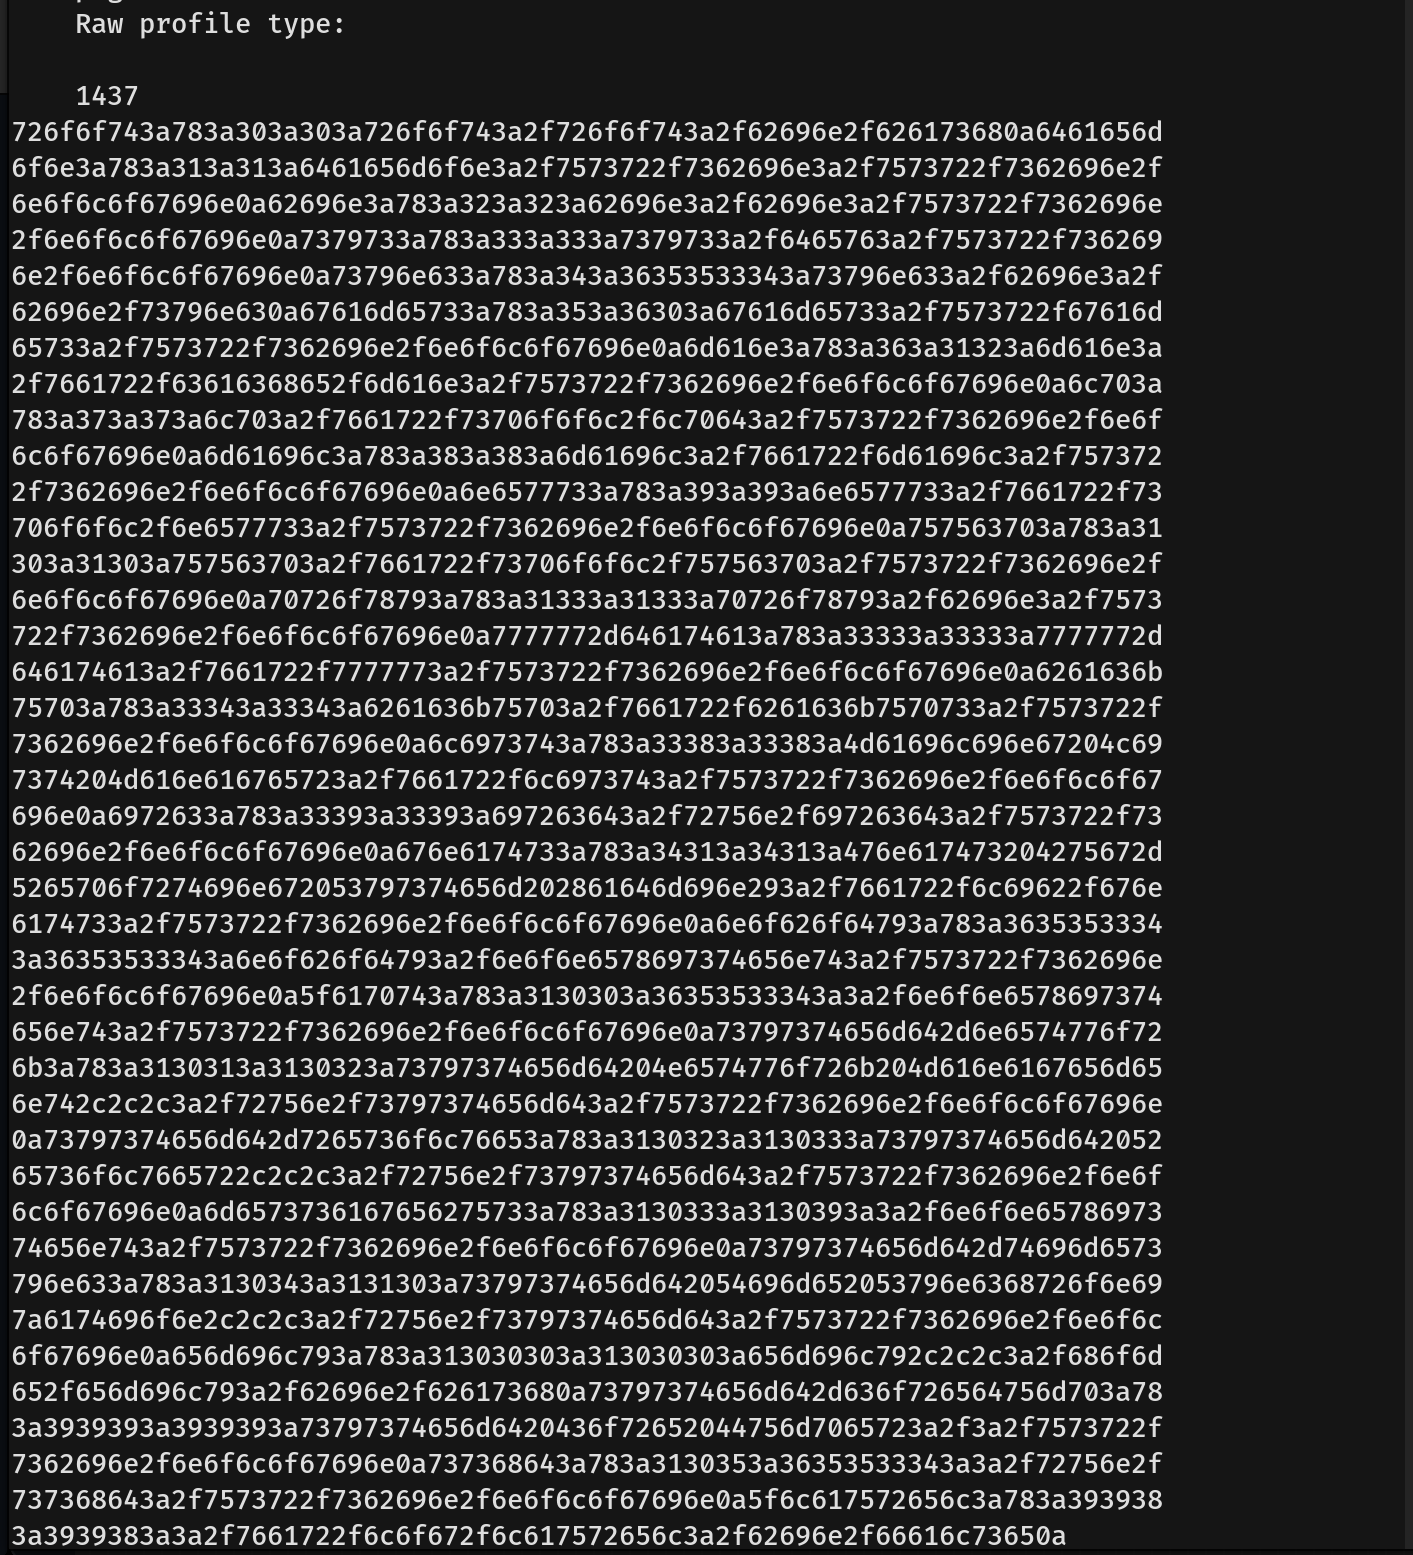 Raw profile type:
1437
726f6f743a783a303a303a726f6f743a2f726f6f743a2f62696e2f626173680a6461656d
6f6e3a783a313a313a6461656d6f6e3a2f7573722f7362696e3a2f7573722f7362696e2f
6e6f6c6f67696e0a62696e3a783a323a323a62696e3a2f62696e3a2f7573722f7362696e
2f6e6f6c6f67696e0a7379733a783a333a333a7379733a2f6465763a2f7573722f736269
6e2f6e6f6c6f67696e0a73796e633a783a343a36353533343a73796e633a2f62696e3a2f
62696e2f73796e630a67616d65733a783a353a36303a67616d65733a2f7573722f67616d
65733a2f7573722f7362696e2f6e6f6c6f67696e0a6d616e3a783a363a31323a6d616e3a
2f7661722f63616368652f6d616e3a2f7573722f7362696e2f6e6f6c6f67696e0a6c703a
783a373a373a6c703a2f7661722f73706f6f6c2f6c70643a2f7573722f7362696e2f6e6f
6c6f67696e0a6d61696c3a783a383a383a6d61696c3a2f7661722f6d61696c3a2f757372
2f7362696e2f6e6f6c6f67696e0a6e6577733a783a393a393a6e6577733a2f7661722f73
706f6f6c2f6e6577733a2f7573722f7362696e2f6e6f6c6f67696e0a757563703a783a31
303a31303a757563703a2f7661722f73706f6f6c2f757563703a2f7573722f7362696e2f
6e6f6c6f67696e0a70726f78793a783a31333a31333a70726f78793a2f62696e3a2f7573
722f7362696e2f6e6f6c6f67696e0a7777772d646174613a783a33333a33333a7777772d
646174613a2f7661722f7777773a2f7573722f7362696e2f6e6f6c6f67696e0a6261636b
75703a783a33343a33343a6261636b75703a2f7661722f6261636b7570733a2f7573722f
7362696e2f6e6f6c6f67696e0a6c6973743a783a33383a33383a4d61696c696e67204c69
7374204d616e616765723a2f7661722f6c6973743a2f7573722f7362696e2f6e6f6c6f67
696e0a6972633a783a33393a33393a697263643a2f72756e2f697263643a2f7573722f73
62696e2f6e6f6c6f67696e0a676e6174733a783a34313a34313a476e617473204275672d
5265706f7274696e672053797374656d202861646d696e293a2f7661722f6c69622f676e
6174733a2f7573722f7362696e2f6e6f6c6f67696e0a6e6f626f64793a783a3635353334
3a36353533343a6e6f626f64793a2f6e6f6e6578697374656e743a2f7573722f7362696e
2f6e6f6c6f67696e0a5f6170743a783a3130303a36353533343a3a2f6e6f6e6578697374
656e743a2f7573722f7362696e2f6e6f6c6f67696e0a73797374656d642d6e6574776f72
6b3a783a3130313a3130323a73797374656d64204e6574776f726b204d616e6167656d65
6e742c2c2c3a2f72756e2f73797374656d643a2f7573722f7362696e2f6e6f6c6f67696e
0a73797374656d642d7265736f6c76653a783a3130323a3130333a73797374656d642052
65736f6c7665722c2c2c3a2f72756e2f73797374656d643a2f7573722f7362696e2f6e6f
6c6f67696e0a6d6573736167656275733a783a3130333a3130393a3a2f6e6f6e65786973
74656e743a2f7573722f7362696e2f6e6f6c6f67696e0a73797374656d642d74696d6573
796e633a783a3130343a3131303a73797374656d642054696d652053796e6368726f6e69
7a6174696f6e2c2c2c3a2f72756e2f73797374656d643a2f7573722f7362696e2f6e6f6c
6f67696e0a656d696c793a783a313030303a313030303a656d696c792c2c2c3a2f686f6d
652f656d696c793a2f62696e2f626173680a73797374656d642d636f726564756d703a78
3a3939393a3939393a73797374656d6420436f72652044756d7065723a2f3a2f7573722f
7362696e2f6e6f6c6f67696e0a737368643a783a3130353a36353533343a3a2f72756e2f
737368643a2f7573722f7362696e2f6e6f6c6f67696e0a5f6c617572656c3a783a393938
3a3939383a3a2f7661722f6c6f672f6c617572656c3a2f62696e2f66616c73650a